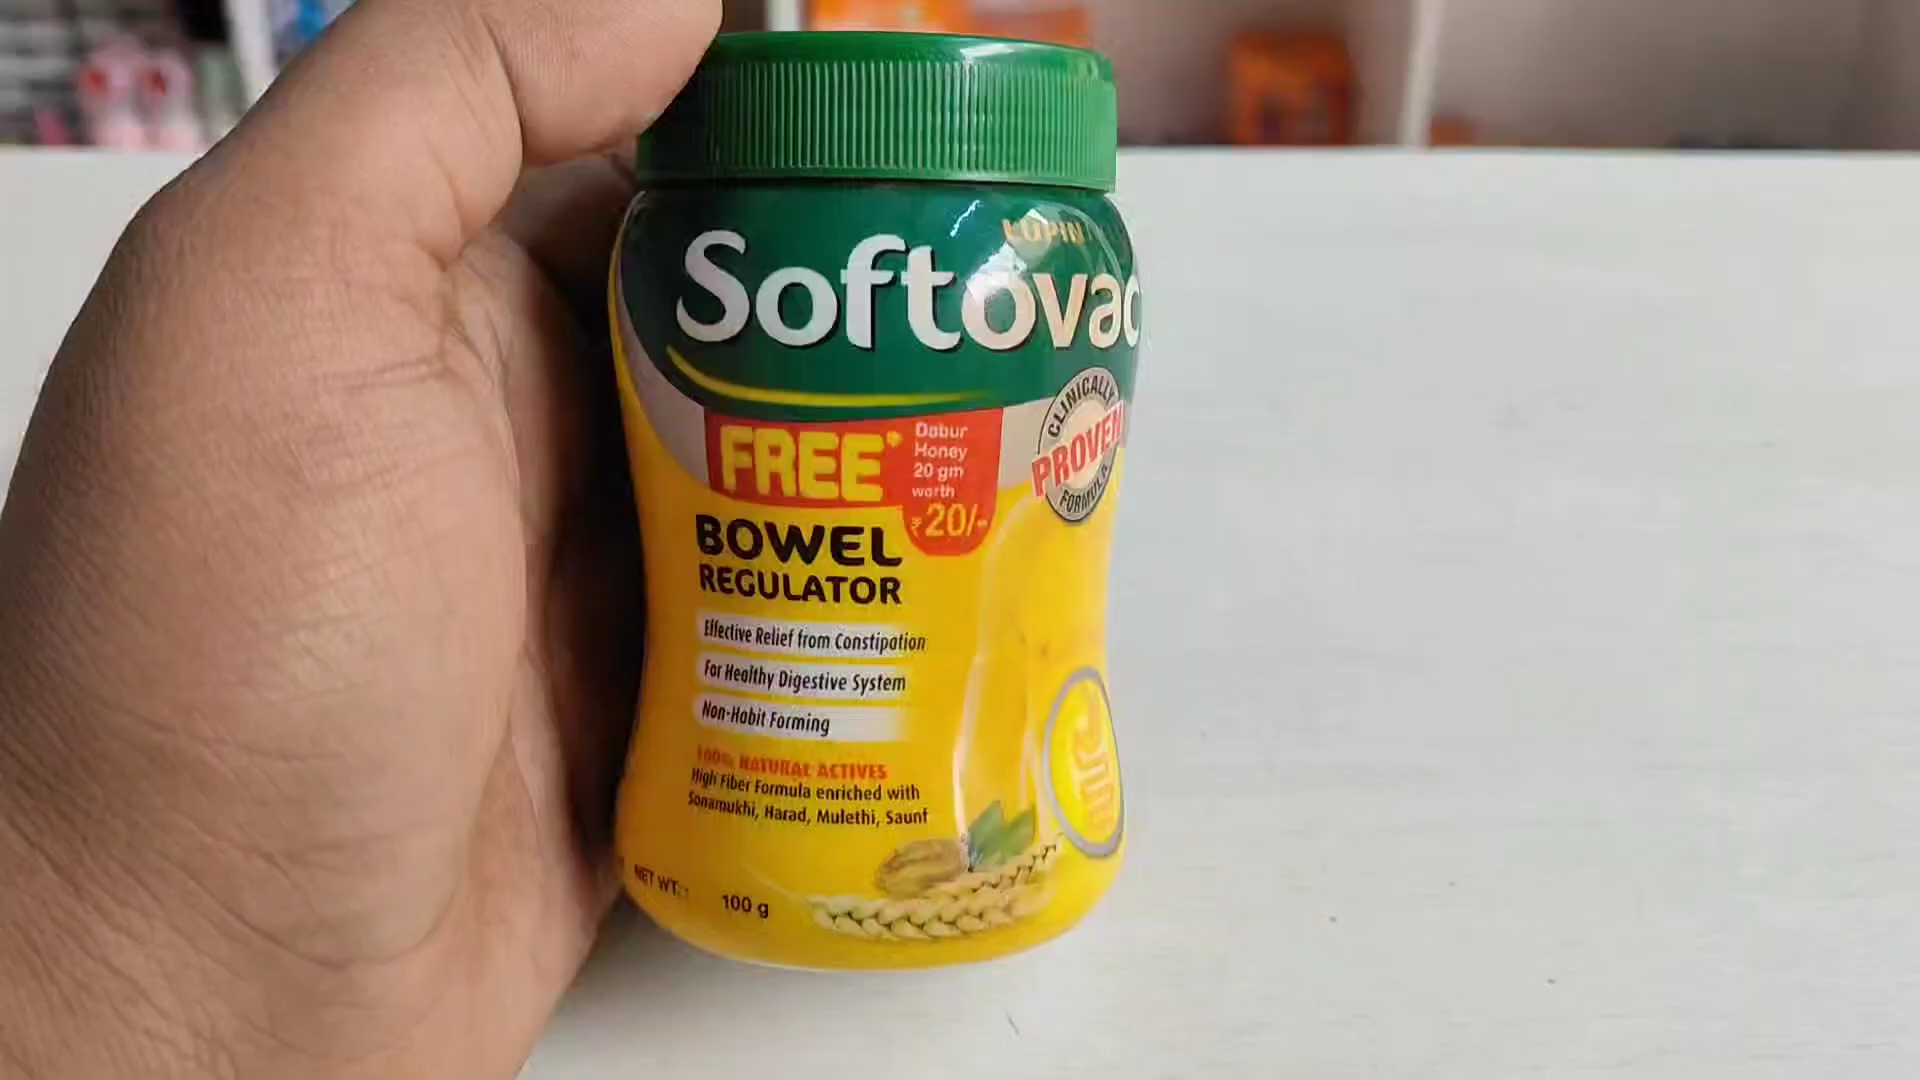 LUPIN
Softovac
CLINICALLY
PROVEN
FORMULA
FREE*
Dabur
Honey
20 gm
worth
₹20/-
BOWEL
REGULATOR
Effective Relief from Constipation
For Healthy Digestive System
Non-Habit Forming
100% NATURAL ACTIVES
High Fiber Formula enriched with
Sonamukhi, Harad, Mulethi, Saunf
NET WT.: 100 g